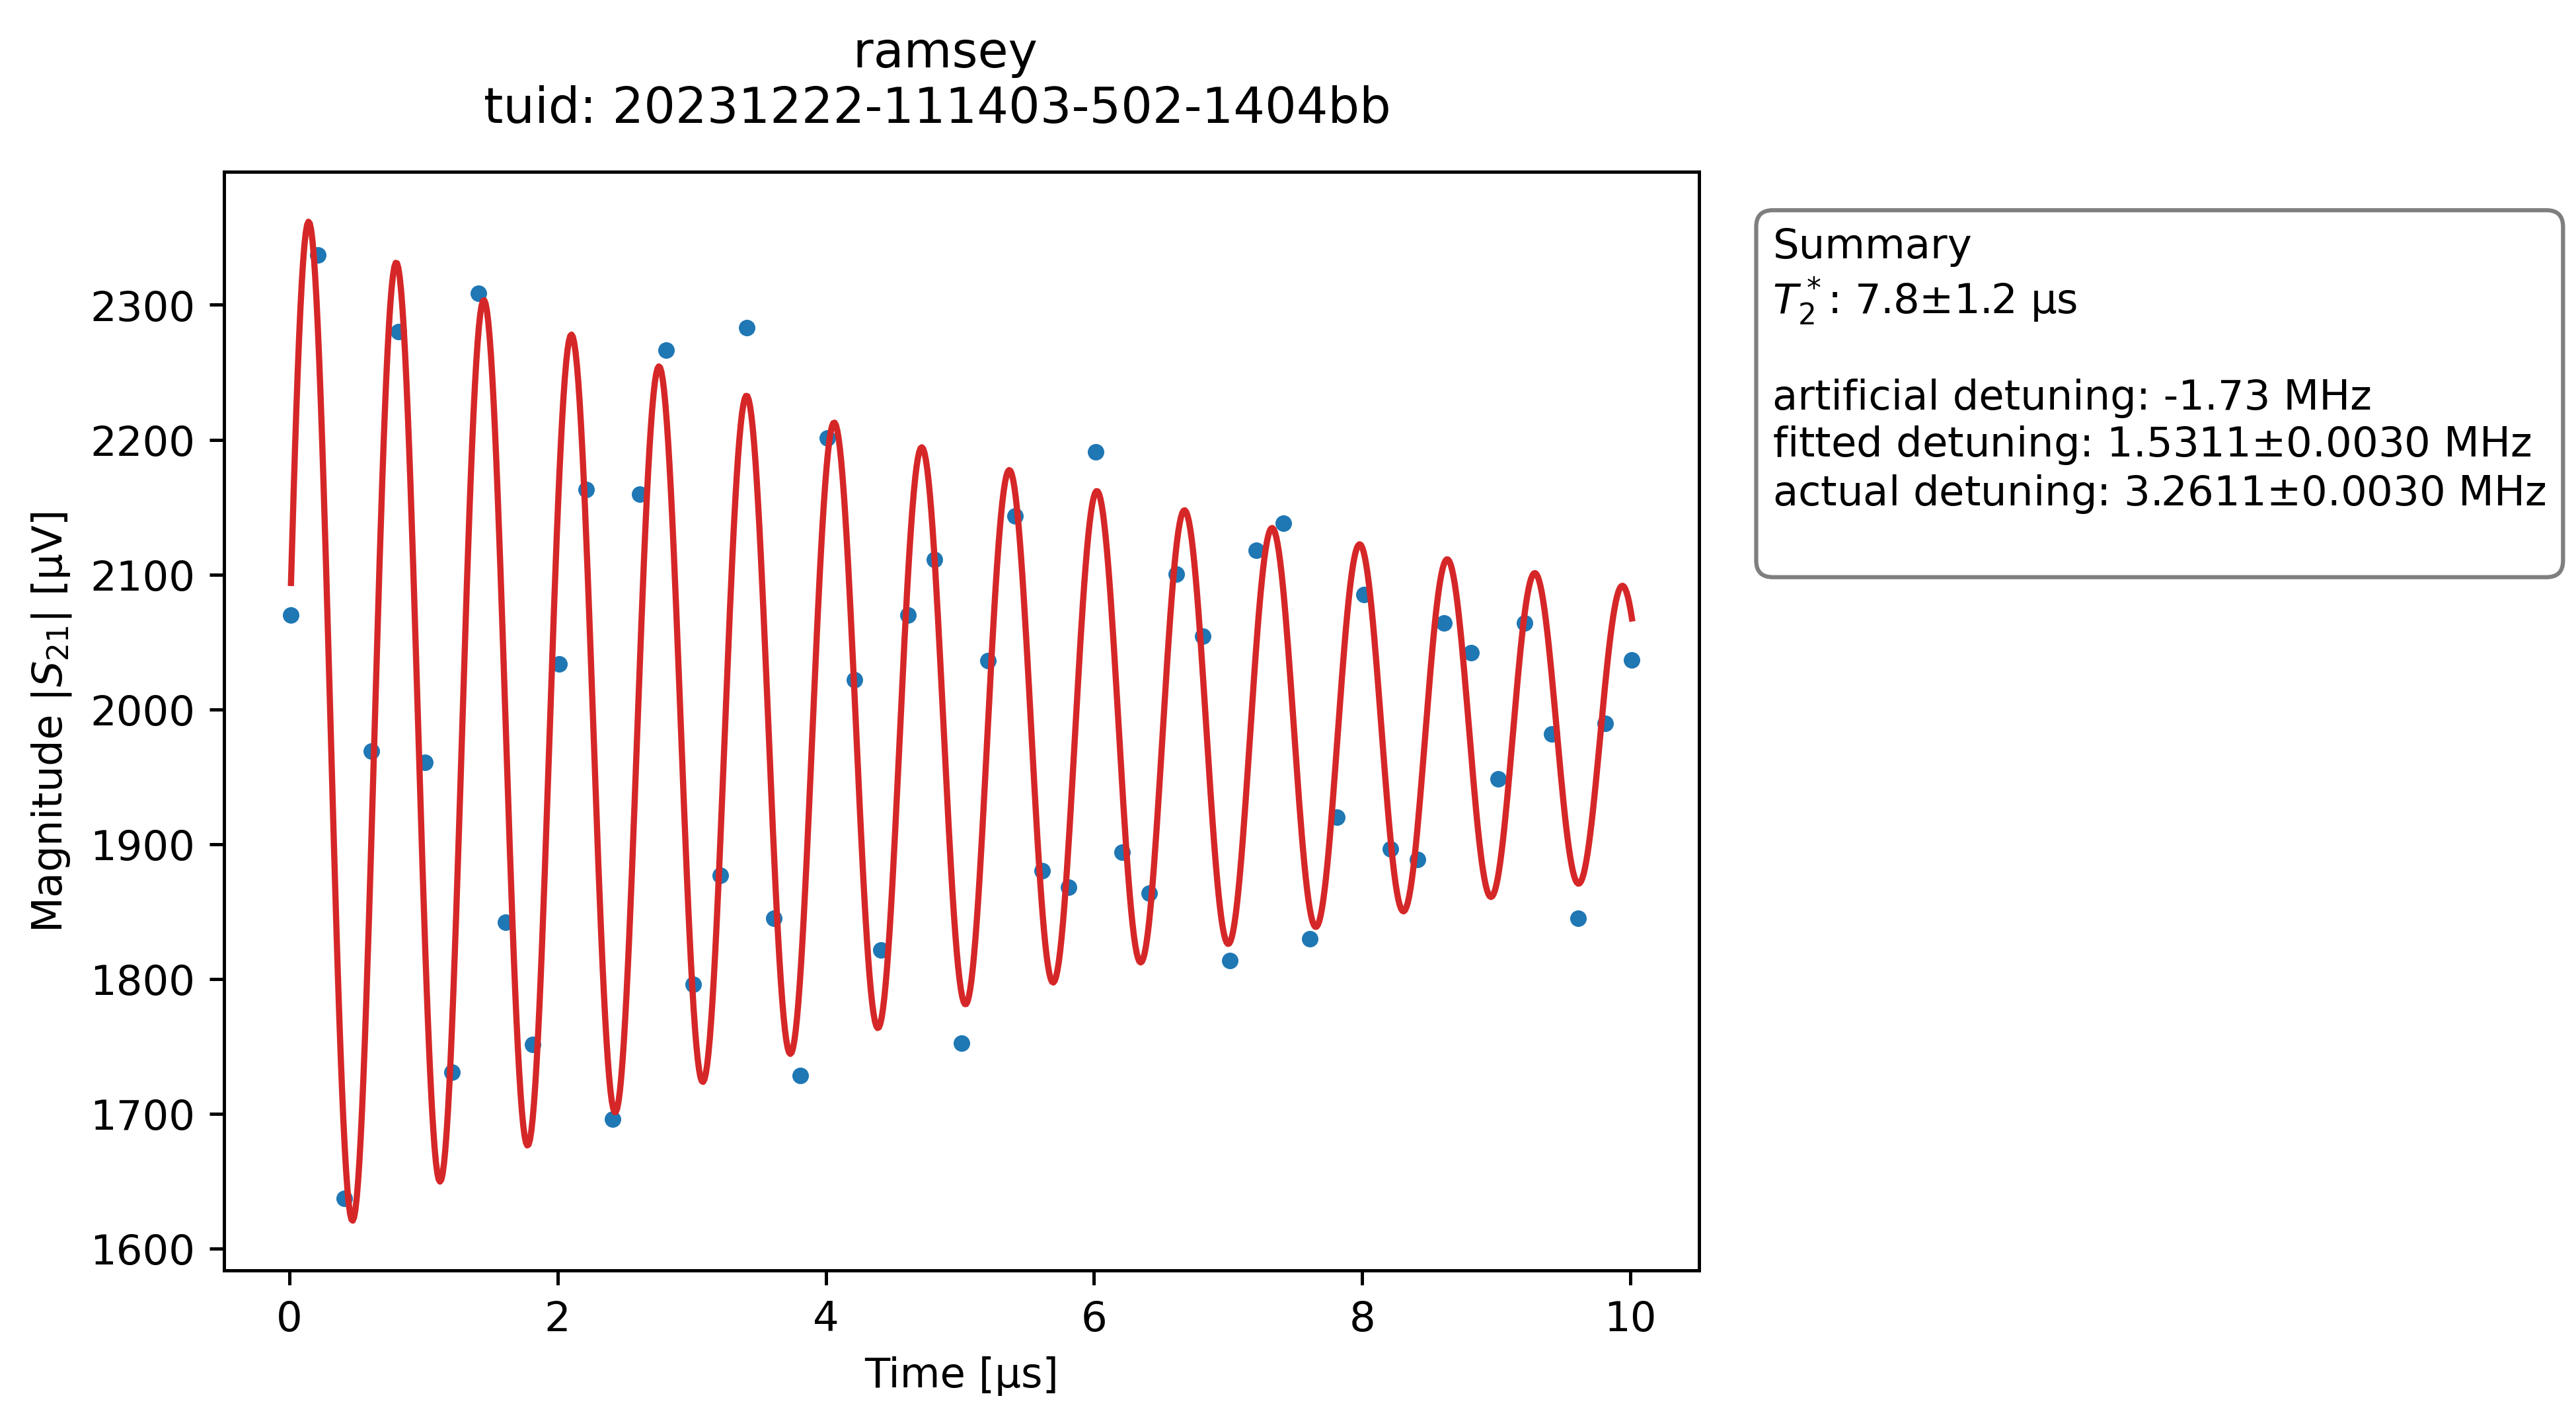 ramsey
tuid: 20231222-111403-502-1404bb
Magnitude |S₂₁| [µV]
2300
2200
2100
2000
1900
1800
1700
1600
0 2 4 6 8 10
Time [µs]
Summary
T₂*: 7.8±1.2 µs
artificial detuning: -1.73 MHz
fitted detuning: 1.5311±0.0030 MHz
actual detuning: 3.2611±0.0030 MHz